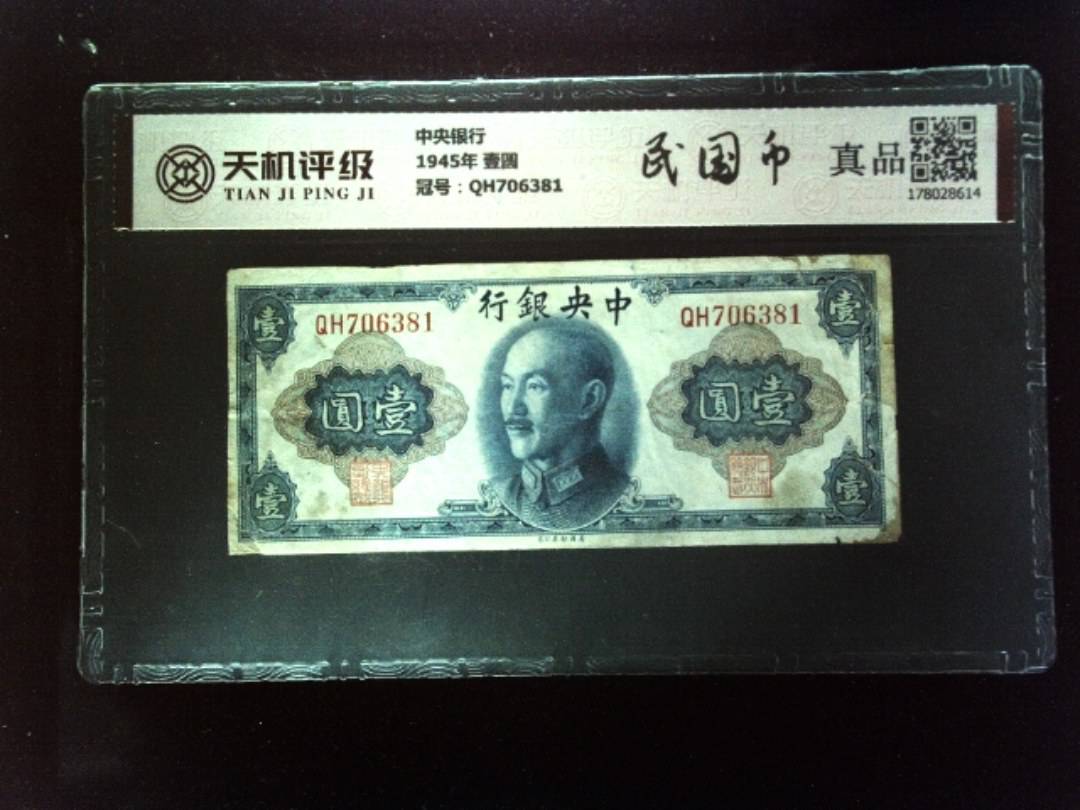 天机评级
TIAN JI PING JI
中央银行
1945年 壹圆
冠号：QH706381
民国币
真品
178028614
行銀央中
QH706381
QH706381
壹
壹
圓壹
圓壹
壹
壹